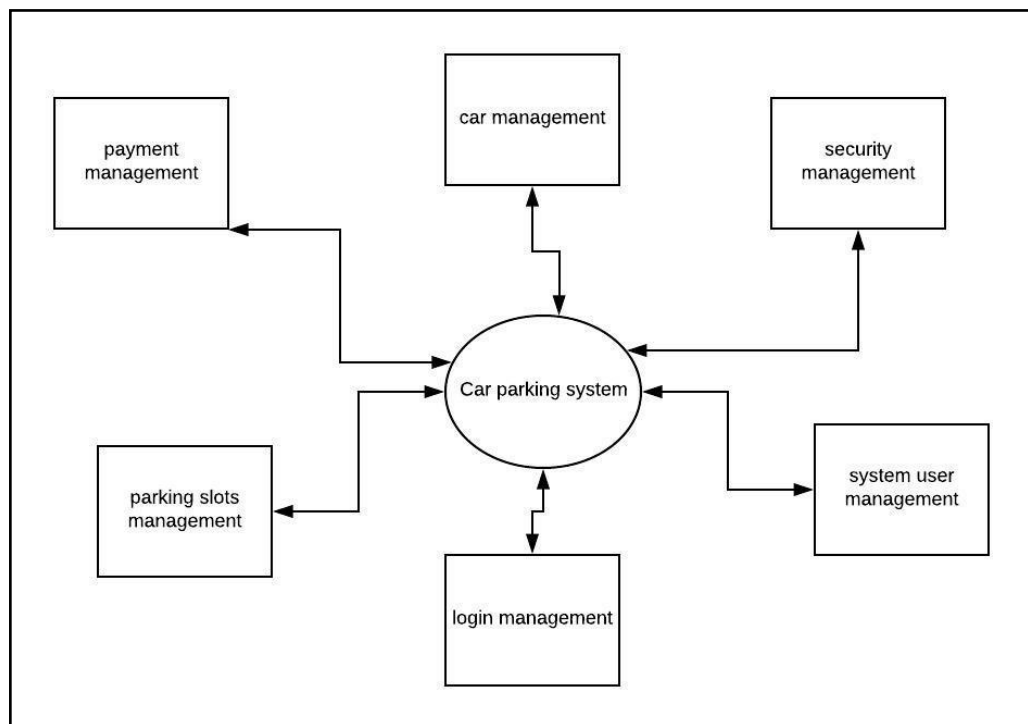 car management
payment
management
security
management
Car parking system
parking slots
management
system user
management
login management